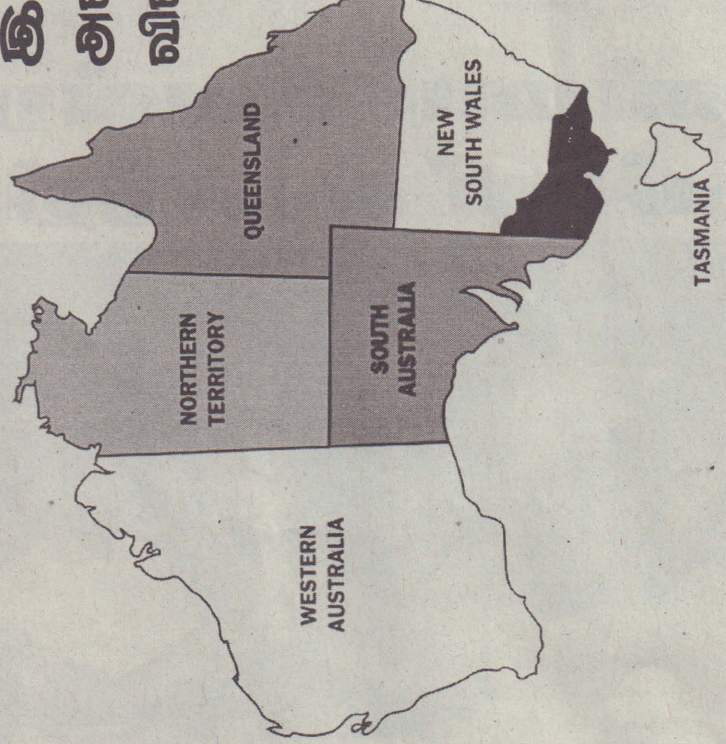 QUEENSLAND
NEW
SOUTH WALES
NORTHERN
TERRITORY
SOUTH
AUSTRALIA
WESTERN
AUSTRALIA
TASMANIA